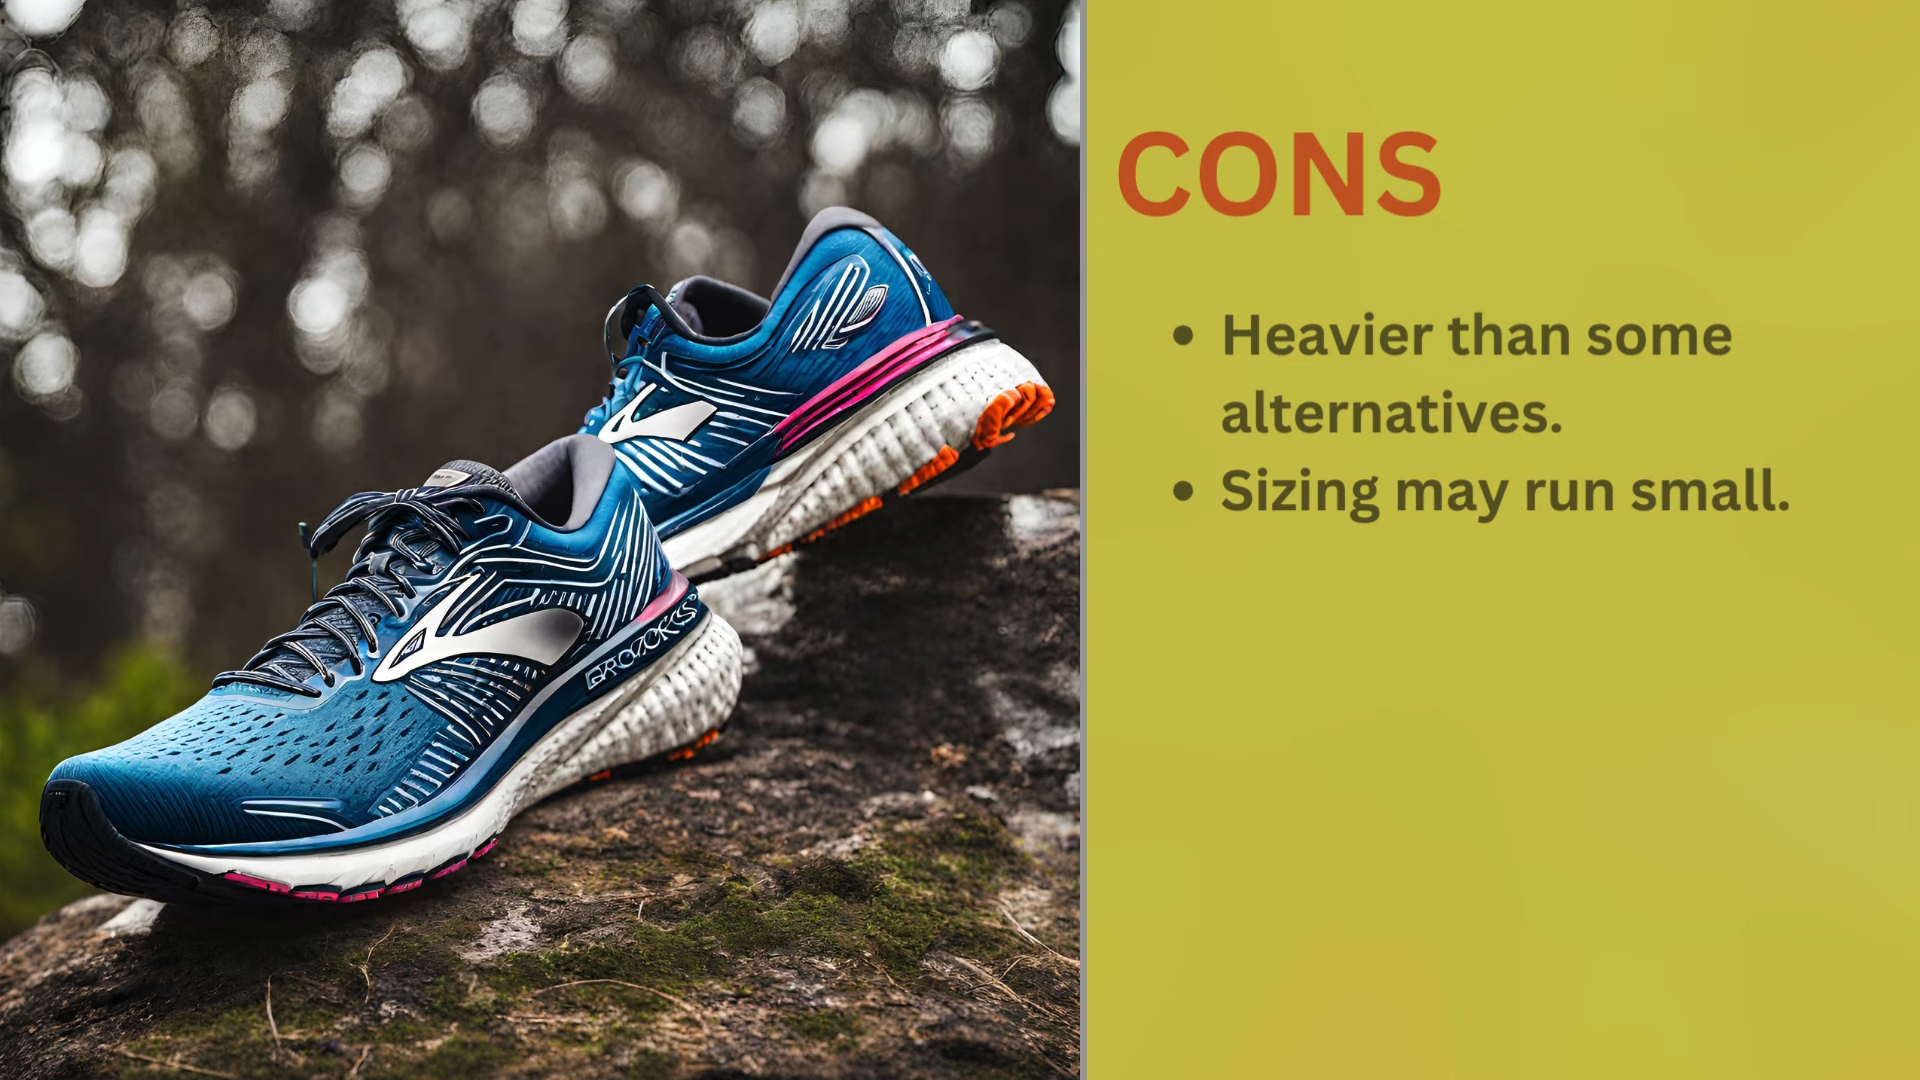 CONS
• Heavier than some
alternatives.
• Sizing may run small.